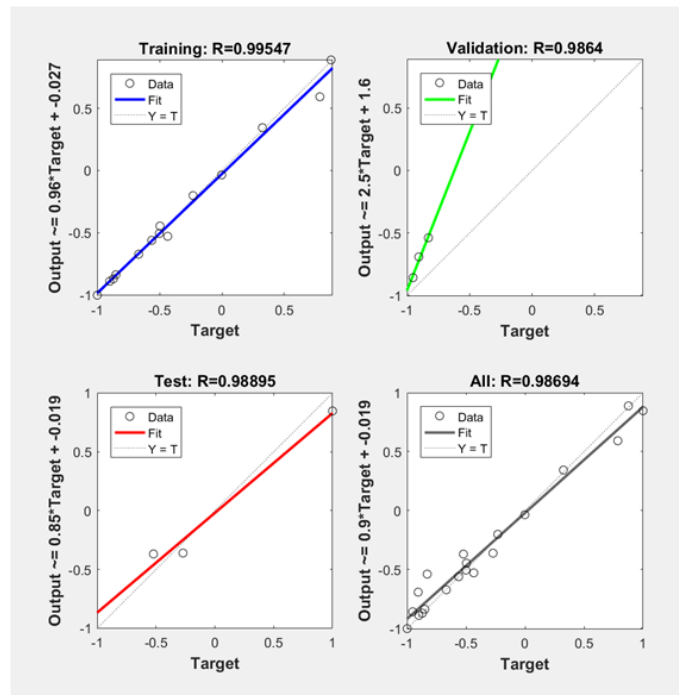 Training: R=0.99547
Output ~= 0.96*Target + -0.027
Data
Fit
Y = T
0.5
0
-0.5
-1
-1
-0.5
0
0.5
Target
Validation: R=0.9864
Output ~= 2.5*Target + 1.6
Data
Fit
Y = T
0.5
0
-0.5
-1
-1
-0.5
0
0.5
Target
Test: R=0.98895
Output ~= 0.85*Target + -0.019
Data
Fit
Y = T
1
0.5
0
-0.5
-1
-1
-0.5
0
0.5
1
Target
All: R=0.98694
Output ~= 0.9*Target + -0.019
Data
Fit
Y = T
1
0.5
0
-0.5
-1
-1
-0.5
0
0.5
1
Target